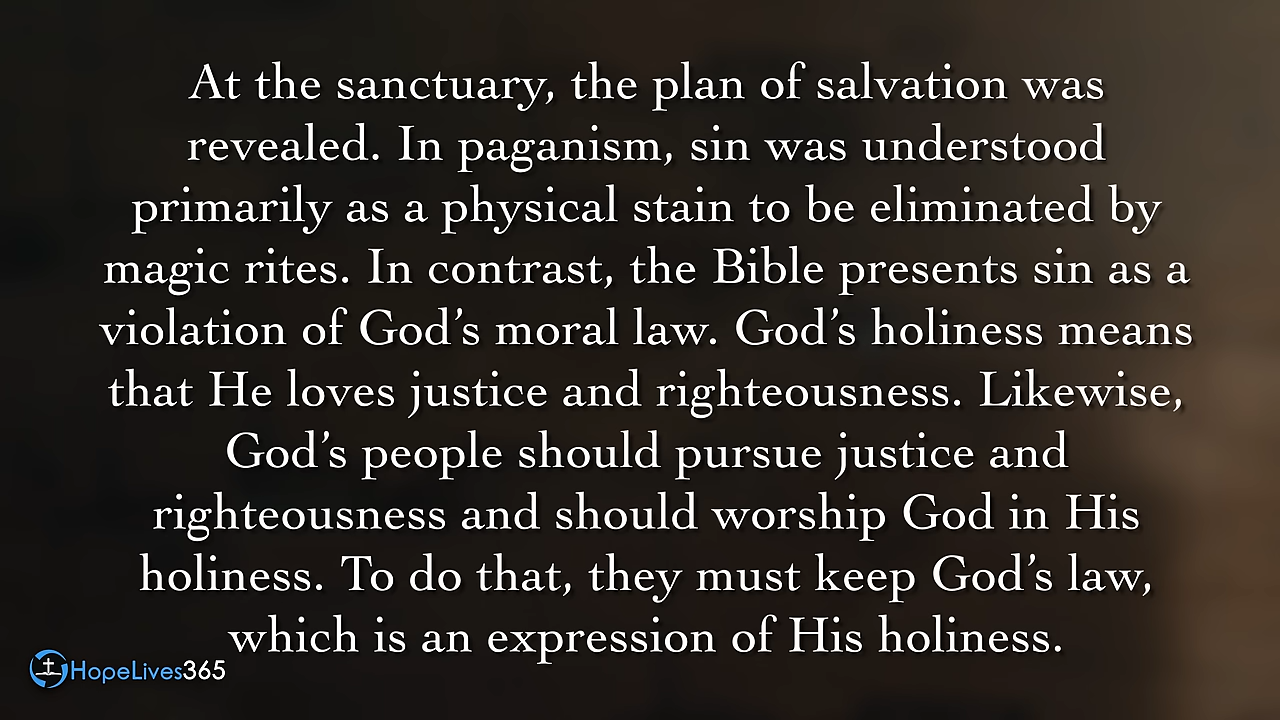 At the sanctuary, the plan of salvation was
revealed. In paganism, sin was understood
primarily as a physical stain to be eliminated by
magic rites. In contrast, the Bible presents sin as a
violation of God’s moral law. God’s holiness means
that He loves justice and righteousness. Likewise,
God’s people should pursue justice and
righteousness and should worship God in His
holiness. To do that, they must keep God’s law,
which is an expression of His holiness.
HopeLives365